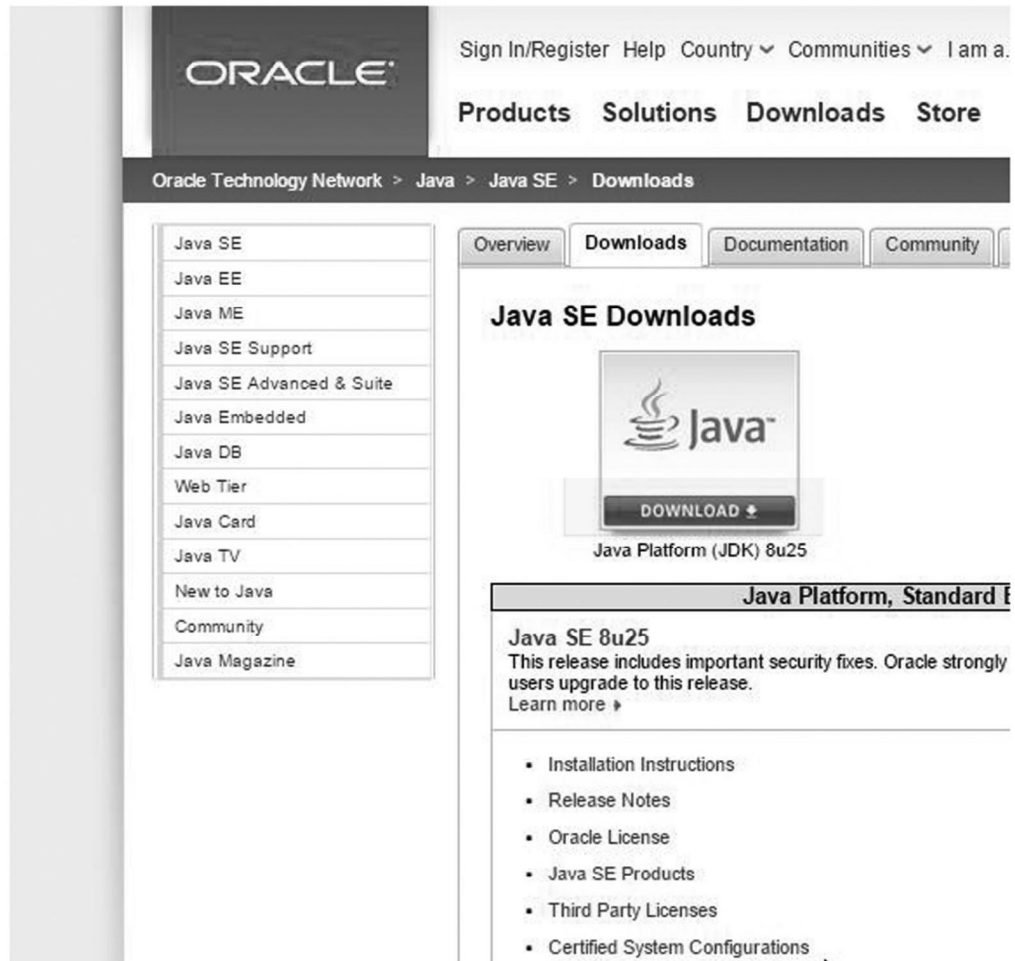 ORACLE
Sign In/Register Help Country Communities I am a.
Products Solutions Downloads Store
Oracle Technology Network > Java > Java SE > Downloads
Java SE
Java EE
Java ME
Java SE Support
Java SE Advanced & Suite
Java Embedded
Java DB
Web Tier
Java Card
Java TV
New to Java
Community
Java Magazine
Overview Downloads Documentation Community
Java SE Downloads
Java™
DOWNLOAD
Java Platform (JDK) 8u25
Java Platform, Standard
Java SE 8u25
This release includes important security fixes. Oracle strongly
users upgrade to this release.
Learn more
• Installation Instructions
• Release Notes
• Oracle License
• Java SE Products
• Third Party Licenses
• Certified System Configurations